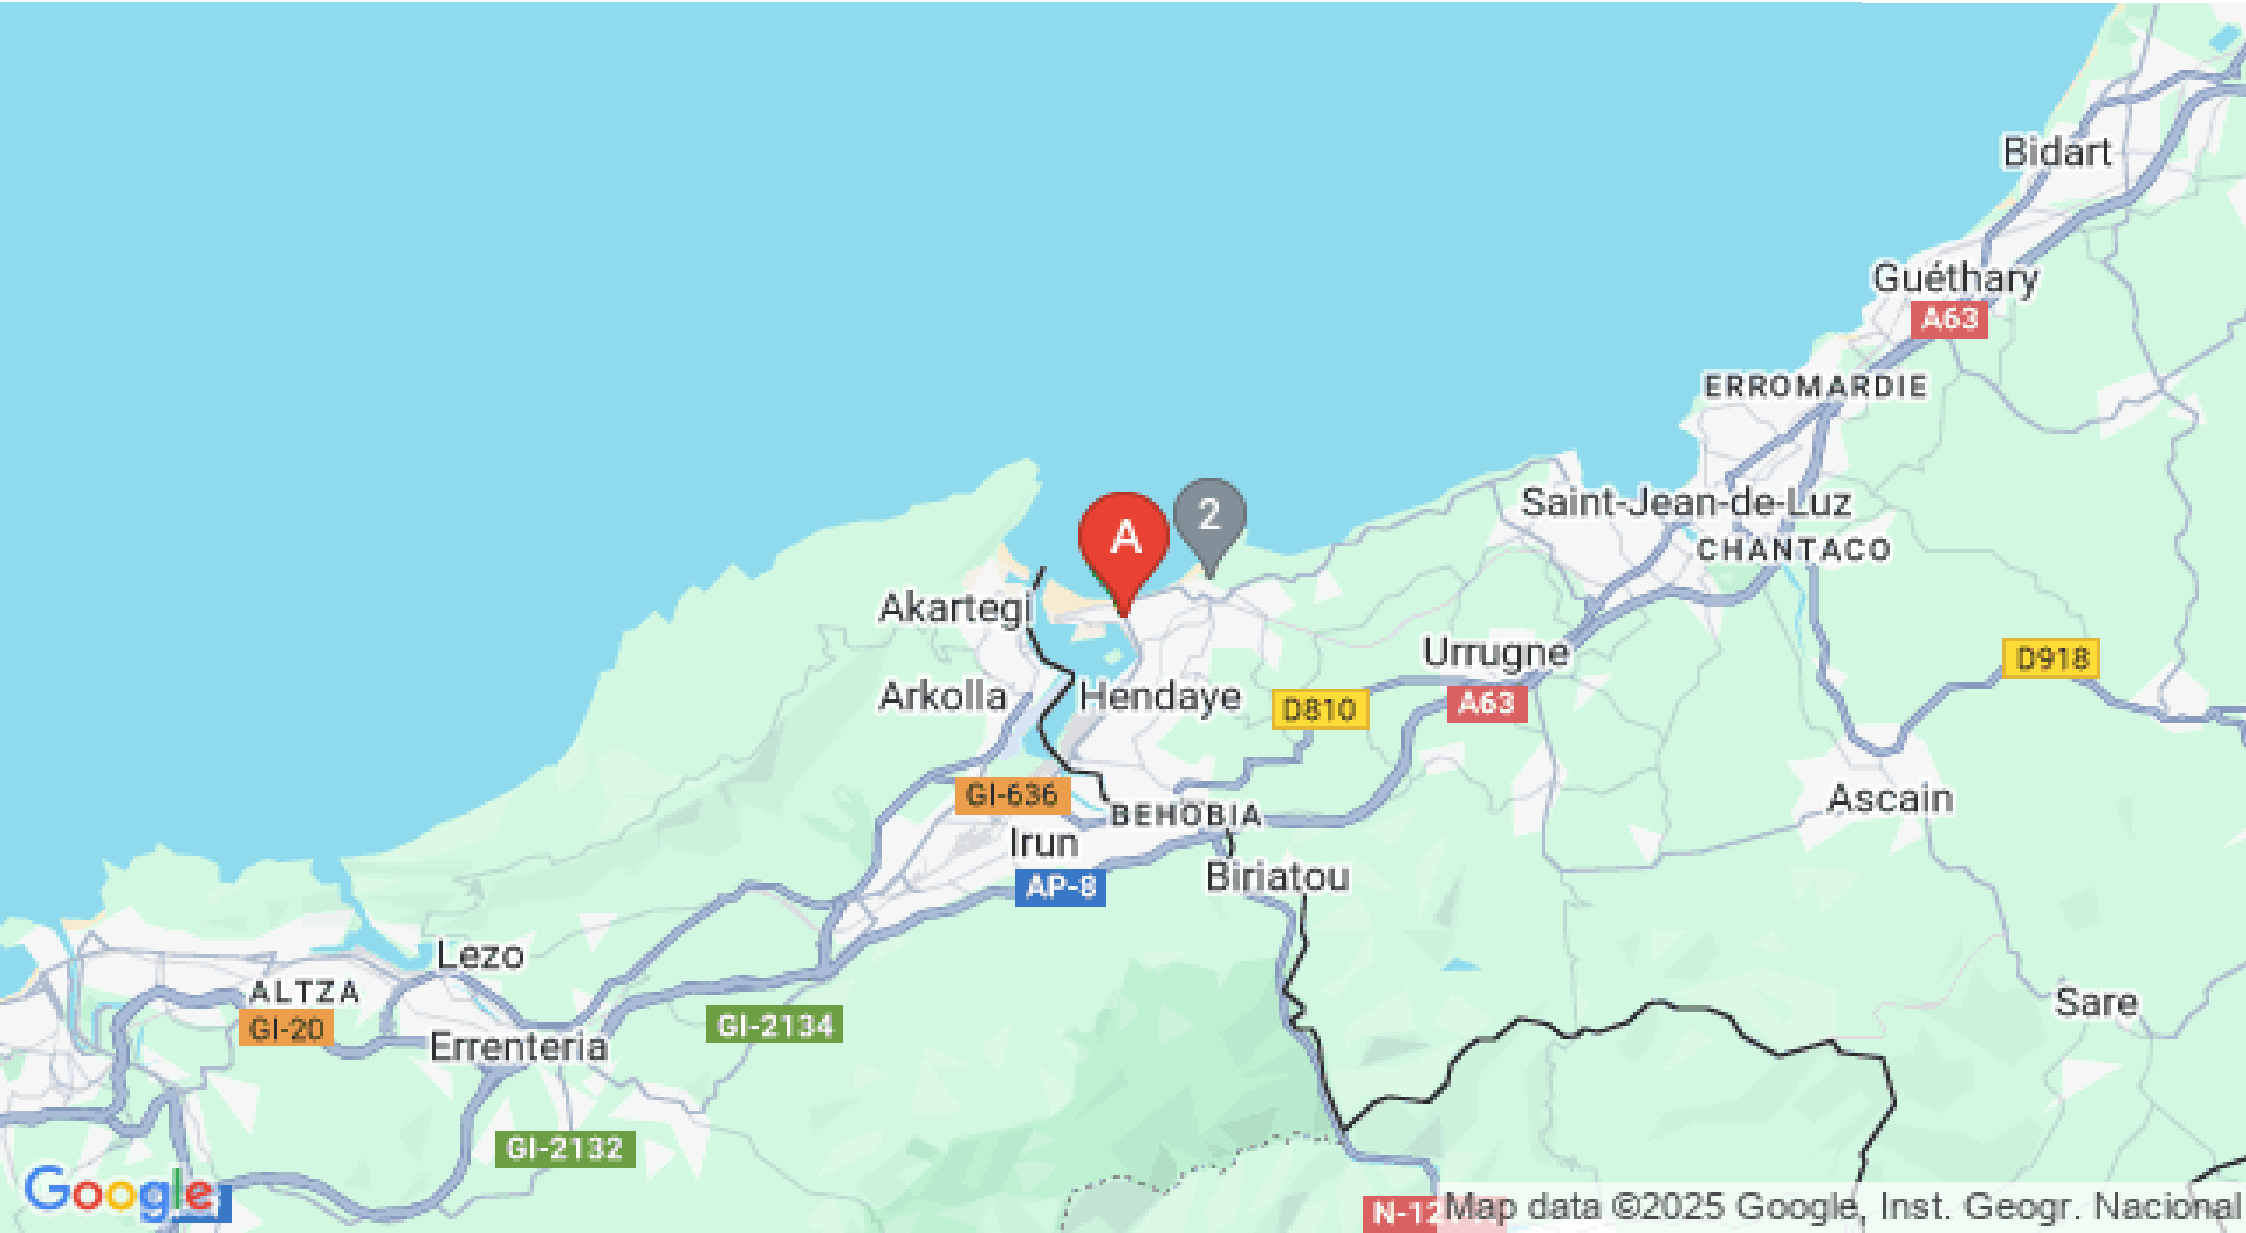 Bidart
Guéthary
A63
ERROMARDIE
Saint-Jean-de-Luz
CHANTACO
2
A
Akartegi
Urrugne
D918
Arkolla
Hendaye
D810
A63
GI-636
BEHOBIA
Ascain
Irun
AP-8
Biriatou
Lezo
ALTZA
GI-20
Sare
GI-2134
Errenteria
GI-2132
Google
Map data ©2025 Google, Inst. Geogr. Nacional